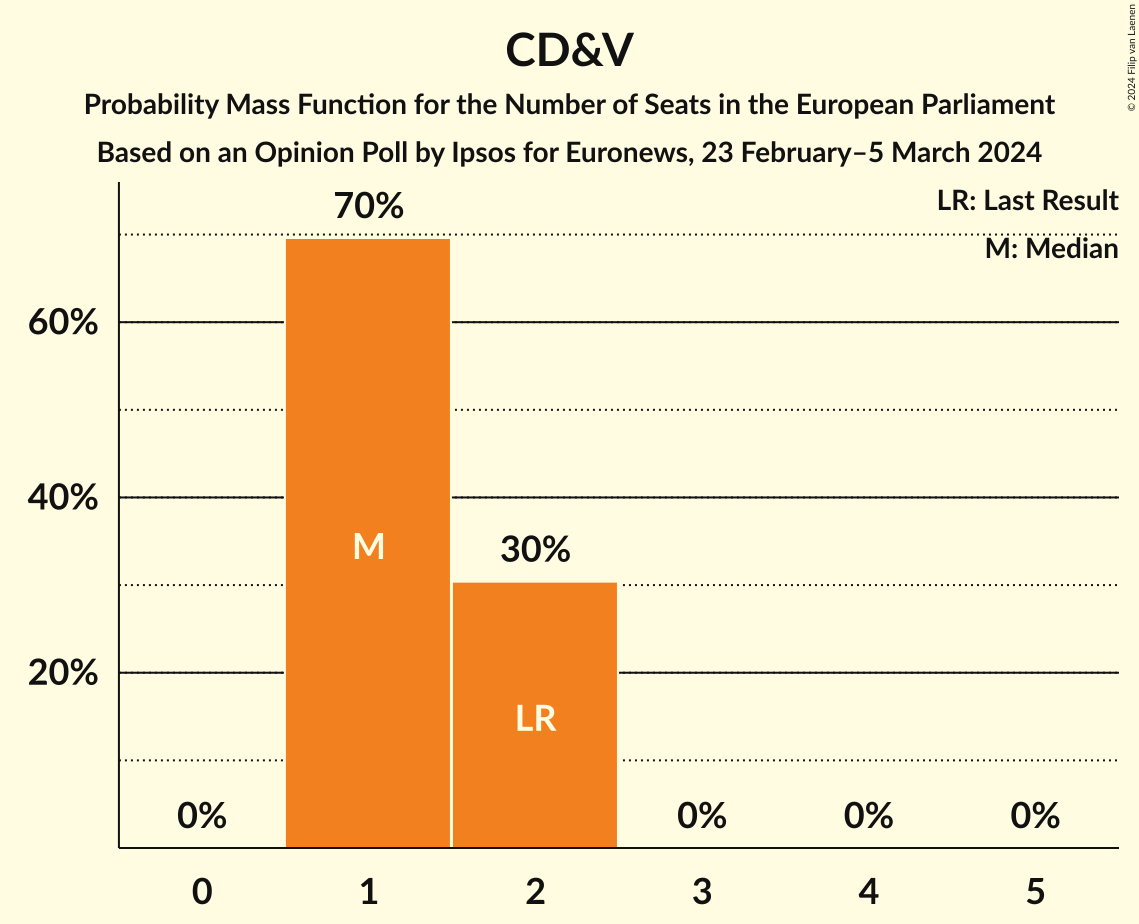 CD&V
Probability Mass Function for the Number of Seats in the European Parliament
Based on an Opinion Poll by Ipsos for Euronews, 23 February–5 March 2024
© 2024 Filip van Laenen
LR: Last Result
M: Median
70%
60%
40%
M
30%
20%
LR
0%
0%
0%
0%
0
1
2
3
4
5